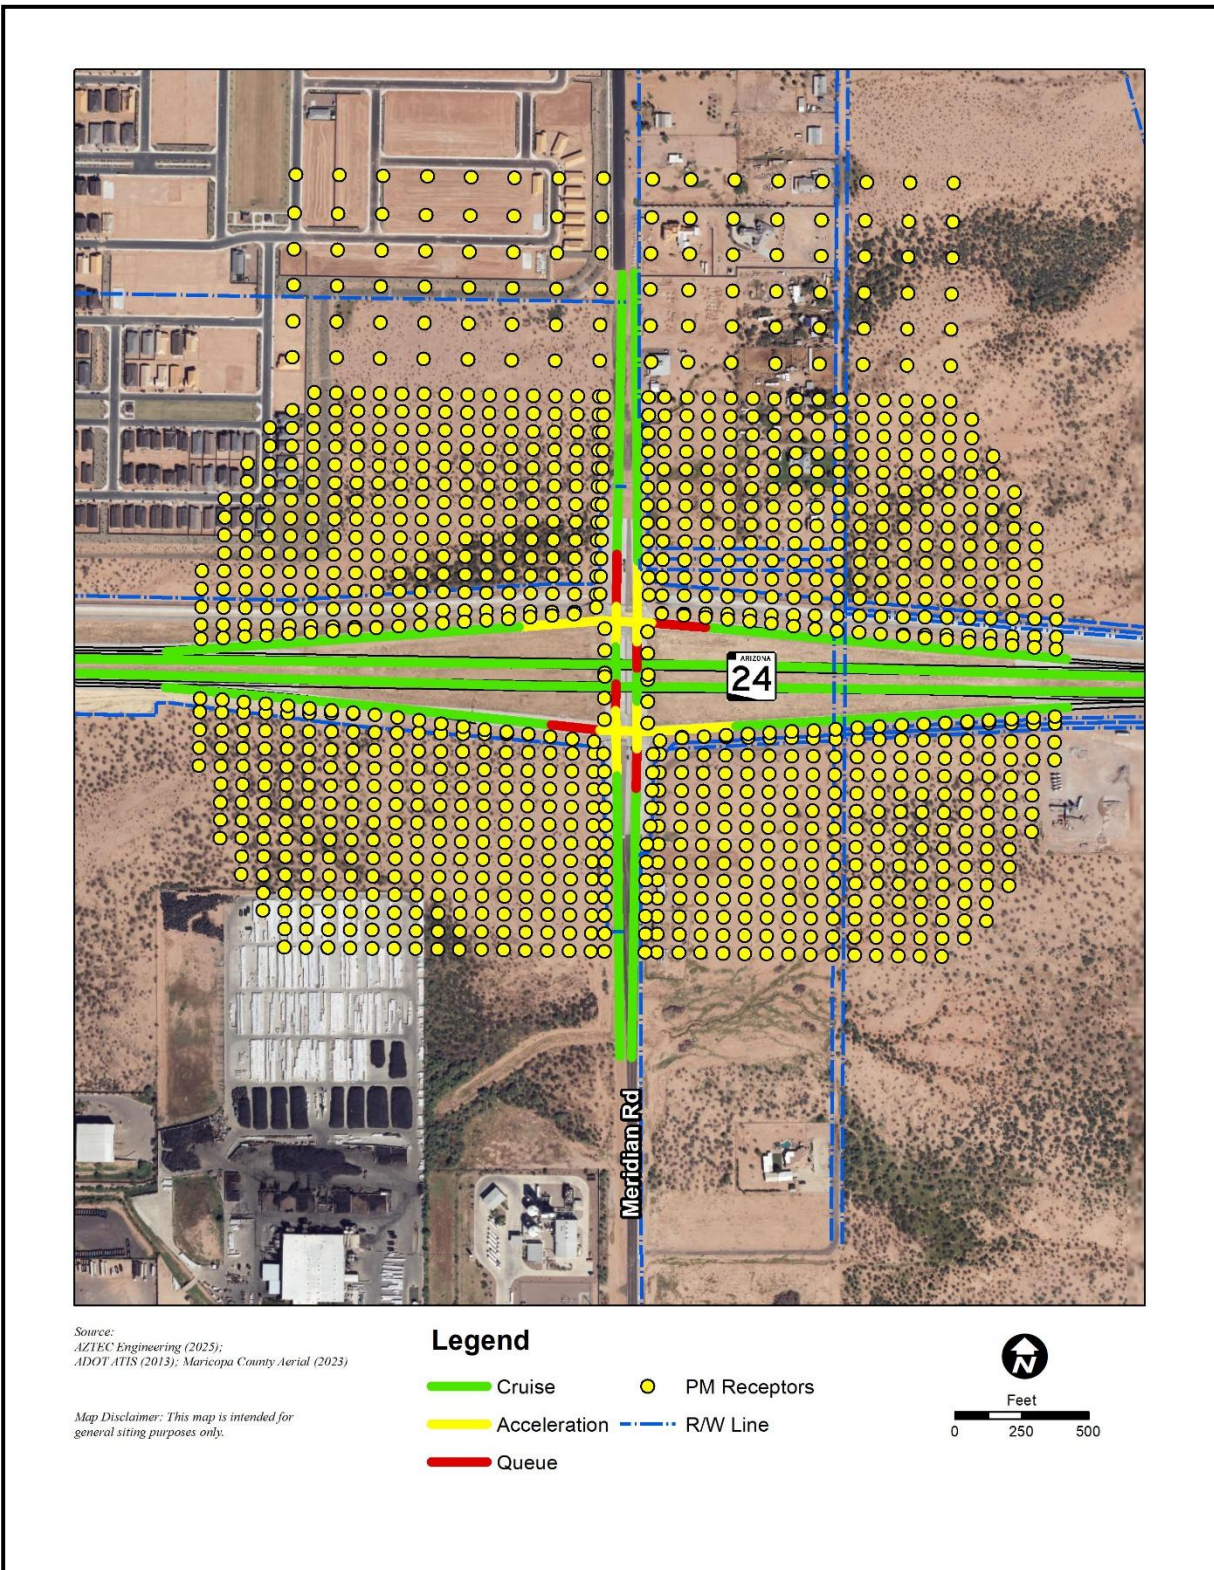 ARIZONA
24
Meridian Rd
Source:
AZTEC Engineering (2025);
ADOT ATIS (2013); Maricopa County Aerial (2023)
Map Disclaimer: This map is intended for
general siting purposes only.
Legend
Cruise
PM Receptors
Acceleration
R/W Line
Queue
N
Feet
0 250 500